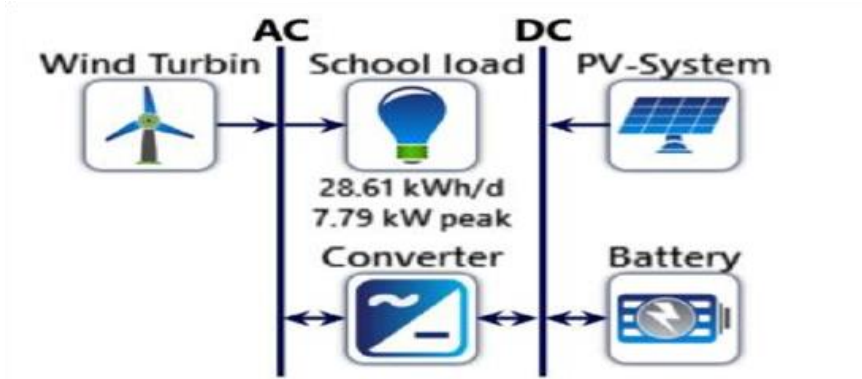 AC DC
Wind Turbin School load PV-System
28.61 kWh/d
7.79 kW peak
Converter Battery